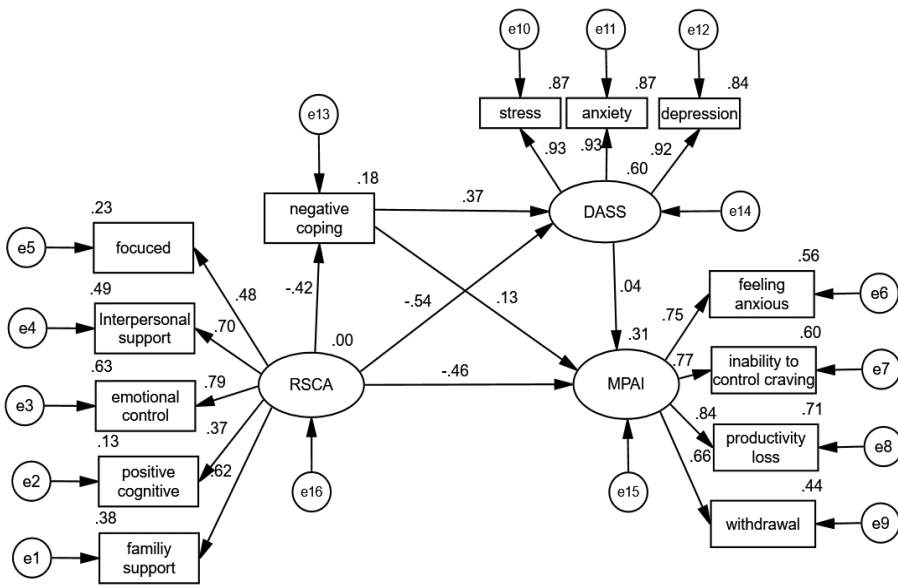 e10
e11
e12
.87
.87
.84
stress
anxiety
depression
e13
.93
.93
.92
.18
.60
negative
coping
.37
DASS
e14
.23
e5
focuced
-.42
-.54
.13
.04
.56
feeling
anxious
e6
.49
.48
e4
Interpersonal
support
.70
.00
.31
.75
.60
.63
.79
RSCA
-.46
MPAI
.77
inability to
control craving
e7
e3
emotional
control
.37
.84
.71
.13
e2
positive
cognitive
.62
.66
productivity
loss
e8
e16
e15
.44
.38
e1
familiy
support
withdrawal
e9